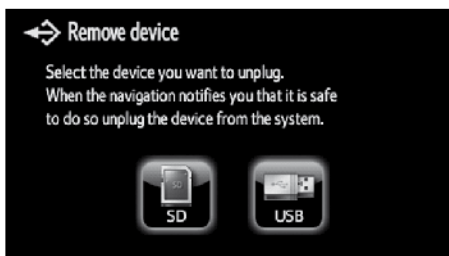 Remove device
Select the device you want to unplug.
When the navigation notifies you that it is safe
to do so unplug the device from the system.
SD
SD USB